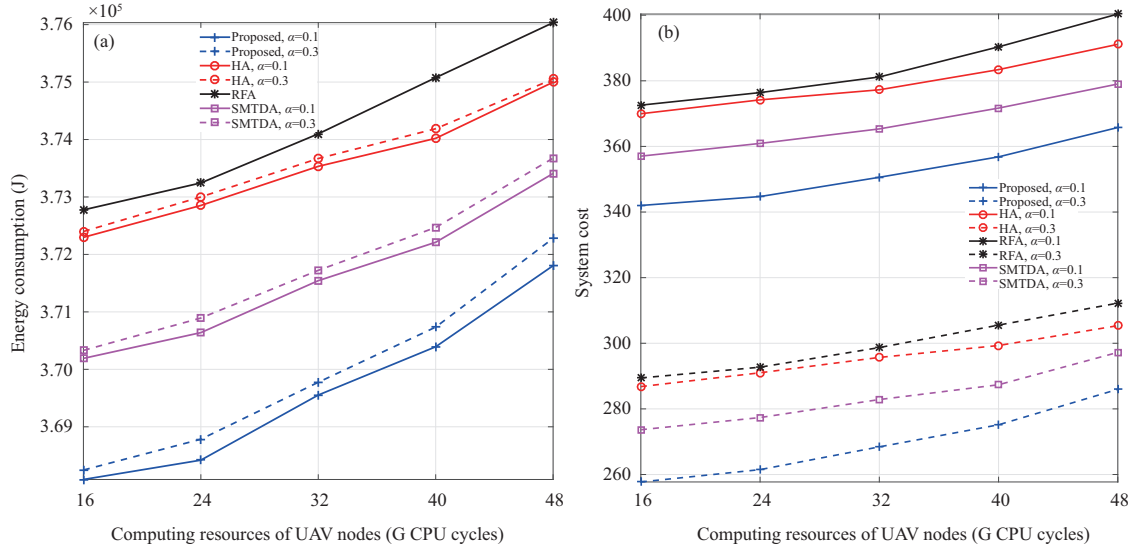 ×10⁵
3.76
3.75
3.74
3.73
3.72
3.71
3.70
3.69
Energy consumption (J)
(a)
Proposed, α=0.1
Proposed, α=0.3
HA, α=0.1
HA, α=0.3
RFA
SMTDA, α=0.1
SMTDA, α=0.3
16
24
32
40
48
Computing resources of UAV nodes (G CPU cycles)
400
380
360
340
320
300
280
260
System cost
(b)
Proposed, α=0.1
Proposed, α=0.3
HA, α=0.1
HA, α=0.3
RFA, α=0.1
RFA, α=0.3
SMTDA, α=0.1
SMTDA, α=0.3
16
24
32
40
48
Computing resources of UAV nodes (G CPU cycles)